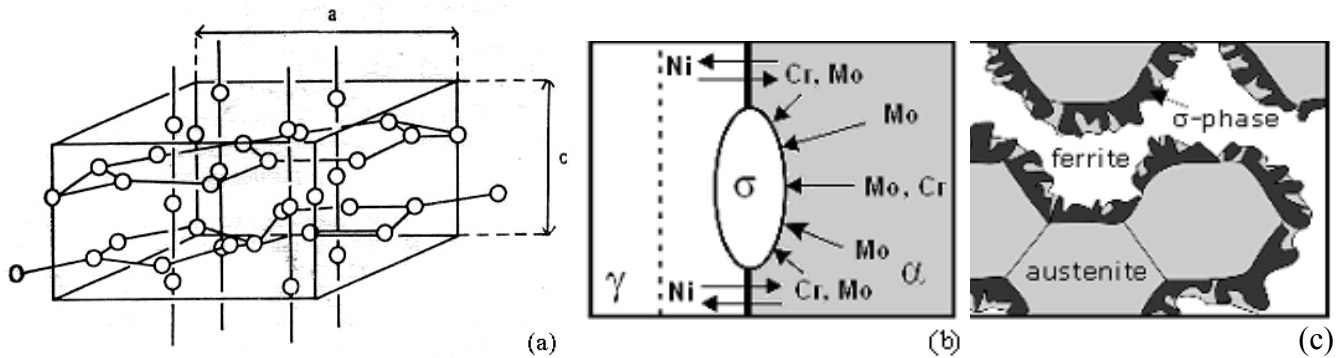 a
c
(a)
Ni
Cr, Mo
Mo
σ
Mo, Cr
Mo
γ
α
Ni
Cr, Mo
(b)
σ-phase
ferrite
austenite
(c)